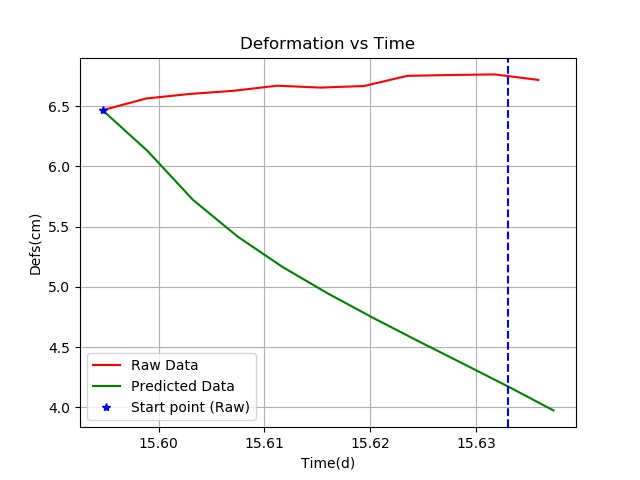 Deformation vs Time
Defs(cm)
6.5
6.0
5.5
5.0
4.5
4.0
Raw Data
Predicted Data
Start point (Raw)
15.60
15.61
15.62
15.63
Time(d)